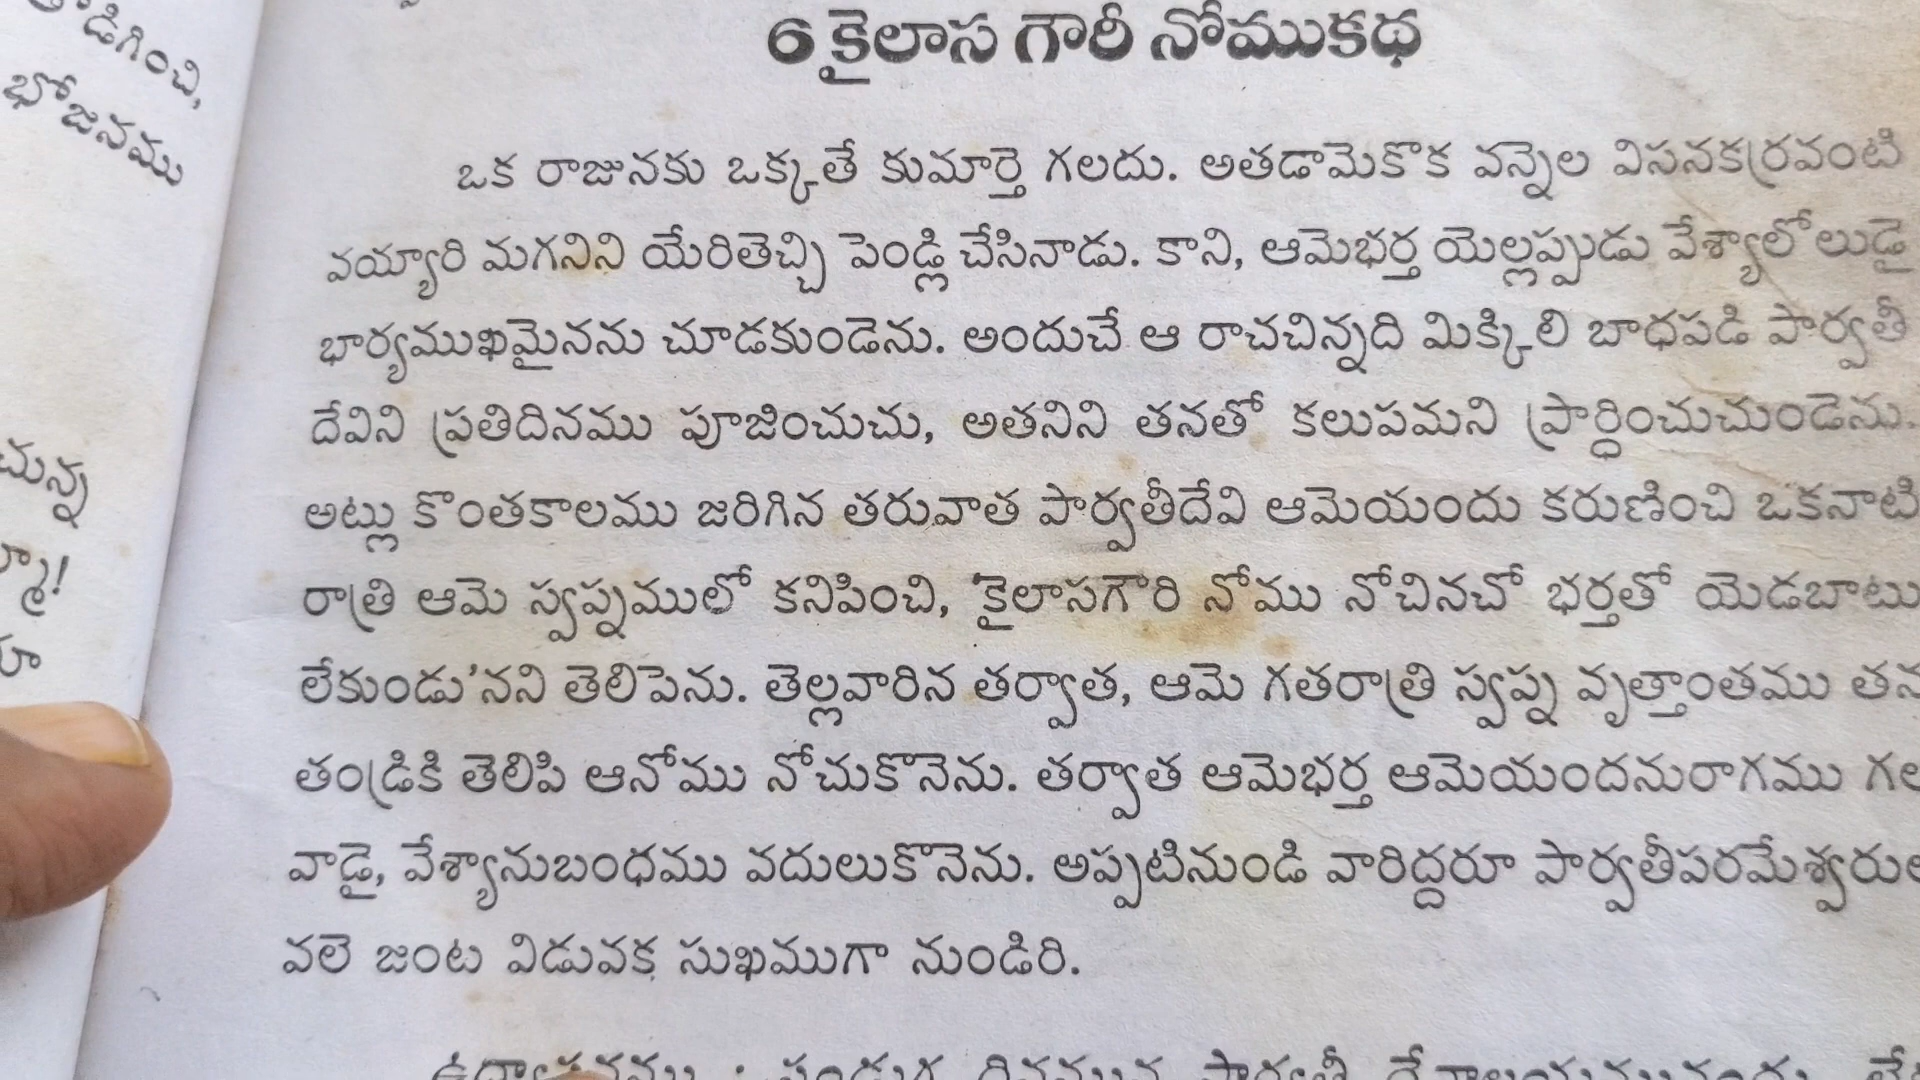 డిగించి,
భోజనము
చున్న
6 కైలాస గౌరీ నోముకథ
ఒక రాజునకు ఒక్కతే కుమార్తె గలదు. అతడామెకొక వన్నెల విసనకర్రవంటి
వయ్యారి మగనిని యేరితెచ్చి పెండ్లి చేసినాడు. కాని, ఆమెభర్త యెల్లప్పుడు వేశ్యాలోలుడై
భార్యముఖమైనను చూడకుండెను. అందుచే ఆ రాచచిన్నది మిక్కిలి బాధపడి పార్వతీ
దేవిని ప్రతిదినము పూజించుచు, అతనిని తనతో కలుపమని ప్రార్ధించుచుండెను.
అట్లు కొంతకాలము జరిగిన తరువాత పార్వతీదేవి ఆమెయందు కరుణించి ఒకనాటి
రాత్రి ఆమె స్వప్నములో కనిపించి, 'కైలాసగౌరి నోము నోచినచో భర్తతో యెడబాటు
లేకుండు'నని తెలిపెను. తెల్లవారిన తర్వాత, ఆమె గతరాత్రి స్వప్న వృత్తాంతము తన
తండ్రికి తెలిపి ఆనోము నోచుకొనెను. తర్వాత ఆమెభర్త ఆమెయందనురాగము గల
వాడై, వేశ్యానుబంధము వదులుకొనెను. అప్పటినుండి వారిద్దరూ పార్వతీపరమేశ్వరుల
వలె జంట విడువక సుఖముగా నుండిరి.